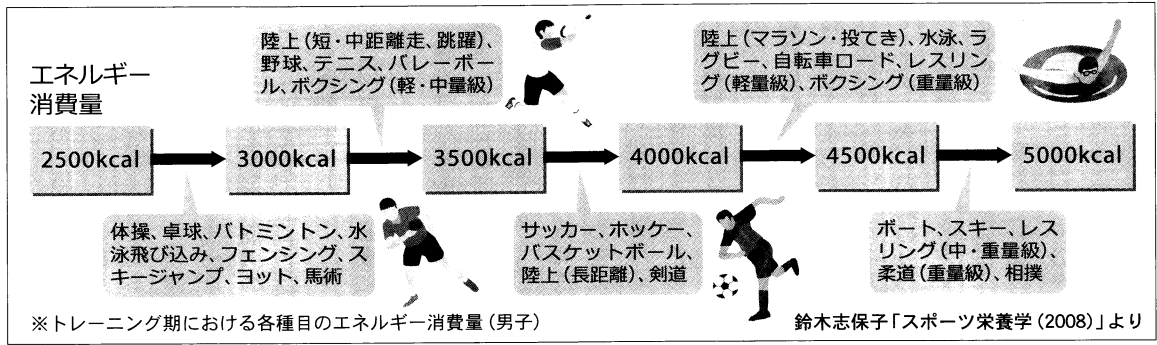 エネルギー
消費量
陸上（短・中距離走、跳躍）、
野球、テニス、バレーボー
ル、ボクシング（軽・中量級）
陸上（マラソン・投てき）、水泳、ラ
グビー、自転車ロード、レスリン
グ（軽量級）、ボクシング（重量級）
2500kcal
3000kcal
3500kcal
4000kcal
4500kcal
5000kcal
体操、卓球、バトミントン、水
泳飛び込み、フェンシング、ス
キージャンプ、ヨット、馬術
サッカー、ホッケー、
バスケットボール、
陸上（長距離）、剣道
ボート、スキー、レス
リング（中・重量級）、
柔道（重量級）、相撲
※トレーニング期における各種目のエネルギー消費量（男子）
鈴木志保子「スポーツ栄養学（2008）」より